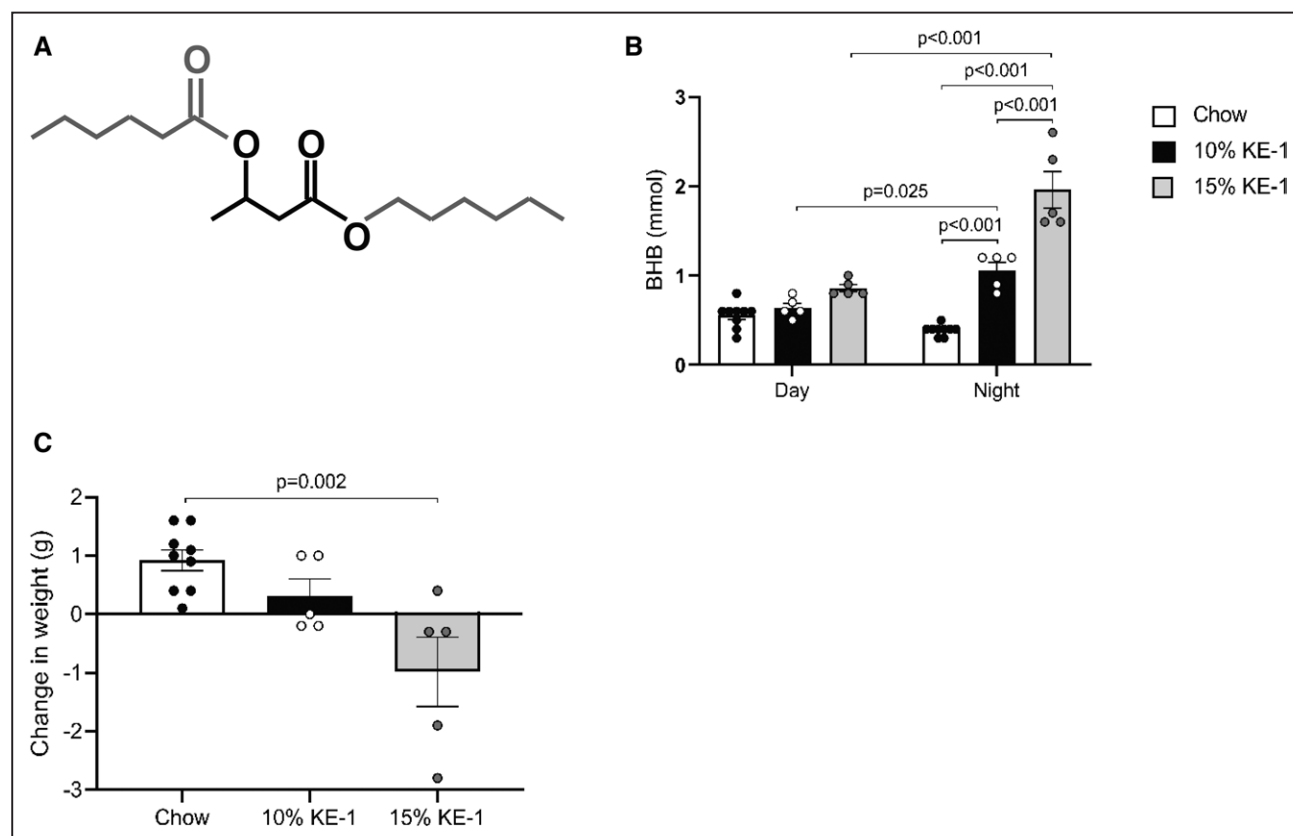 A
O
O
O
O
B
p<0.001
p<0.001
p<0.001
p=0.025
p<0.001
BHB (mmol)
3
2
1
0
Day
Night
Chow
10% KE-1
15% KE-1
C
p=0.002
Change in weight (g)
2
1
0
-1
-2
-3
Chow
10% KE-1
15% KE-1